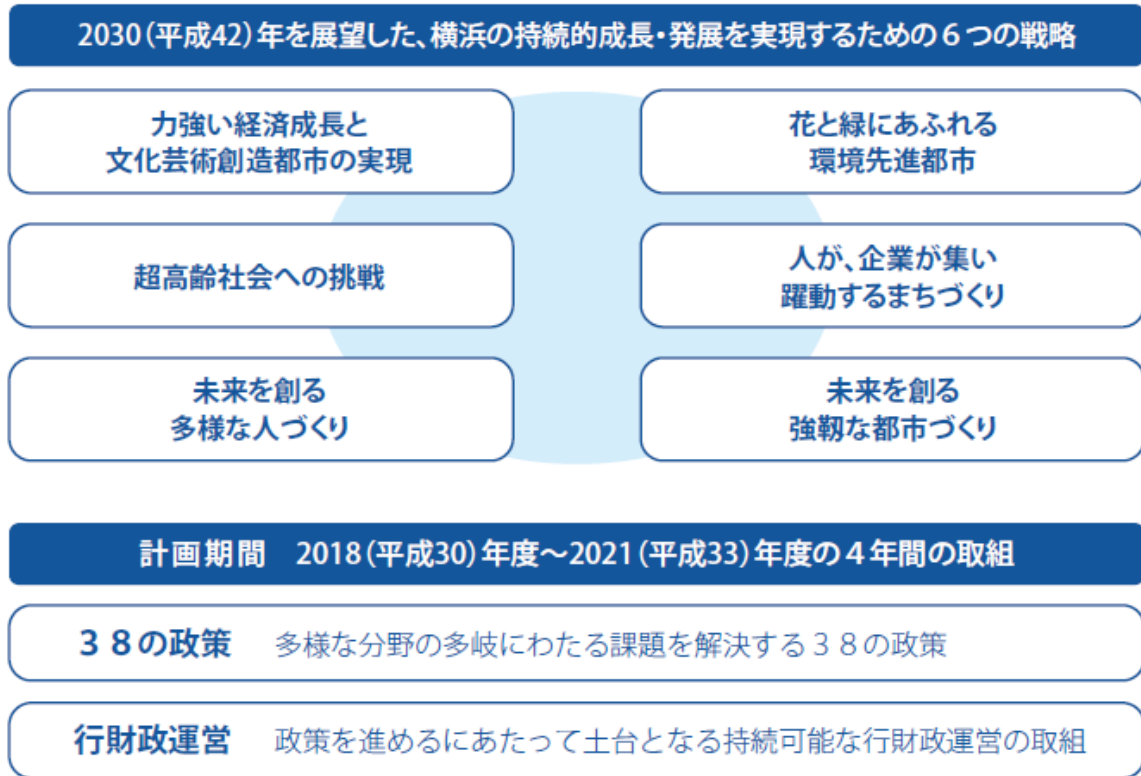 2030(平成42)年を展望した、横浜の持続的成長・発展を実現するための6つの戦略
力強い経済成長と
文化芸術創造都市の実現
花と緑にあふれる
環境先進都市
超高齢社会への挑戦
人が、企業が集い
躍動するまちづくり
未来を創る
多様な人づくり
未来を創る
強靱な都市づくり
計画期間 2018(平成30)年度~2021(平成33)年度の4年間の取組
38の政策 多様な分野の多岐にわたる課題を解決する38の政策
行財政運営 政策を進めるにあたって土台となる持続可能な行財政運営の取組